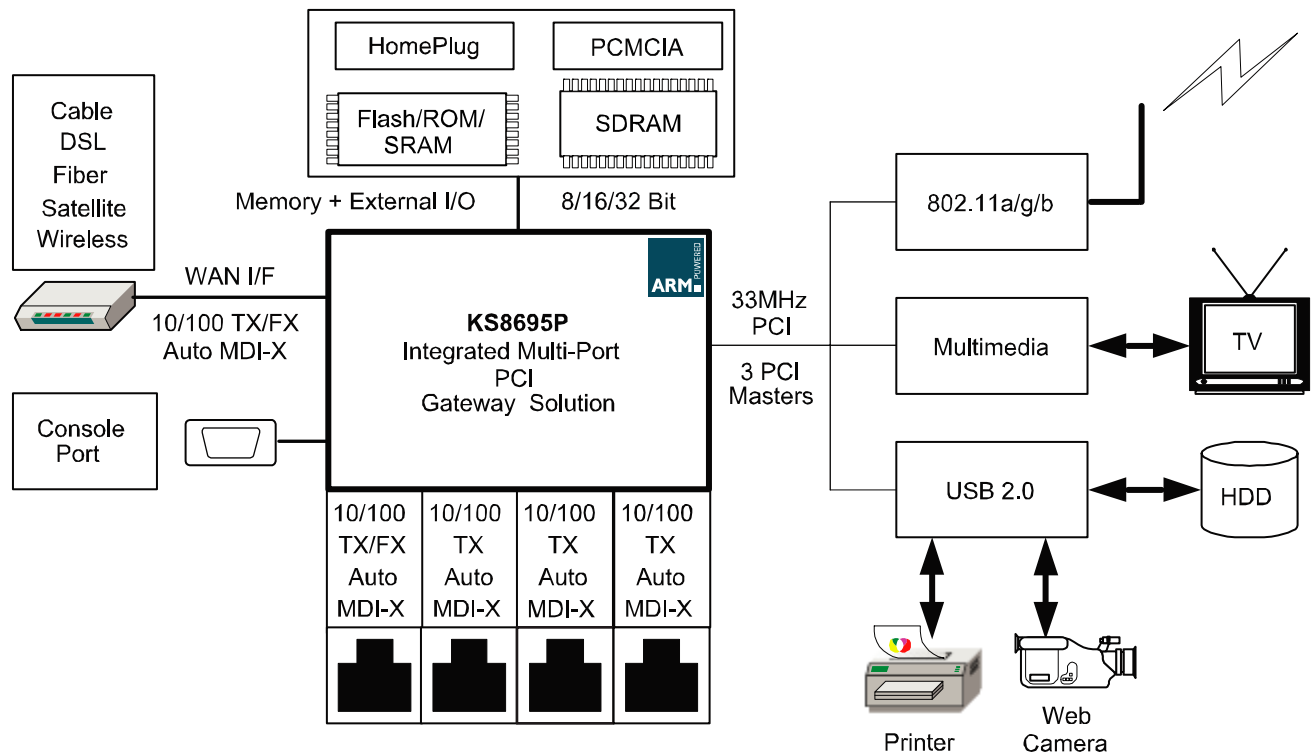 HomePlug
PCMCIA
Flash/ROM/
SRAM
SDRAM
Cable
DSL
Fiber
Satellite
Wireless
Memory + External I/O
8/16/32 Bit
802.11a/g/b
WAN I/F
10/100 TX/FX
Auto MDI-X
ARM
POWERED
KS8695P
Integrated Multi-Port
PCI
Gateway Solution
33MHz
PCI
3 PCI
Masters
Multimedia
TV
Console
Port
USB 2.0
HDD
10/100
TX/FX
Auto
MDI-X
10/100
TX
Auto
MDI-X
10/100
TX
Auto
MDI-X
10/100
TX
Auto
MDI-X
Printer
Web
Camera